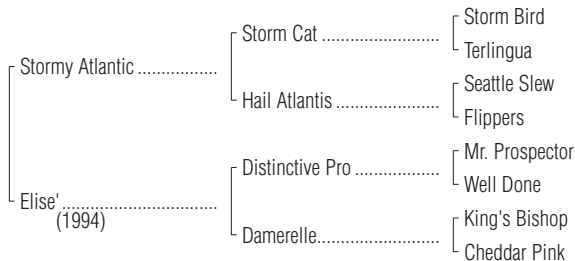 Storm Bird
Storm Cat ..........................
Terlingua
Stormy Atlantic .................
Seattle Slew
Hail Atlantis .......................
Flippers
Mr. Prospector
Distinctive Pro ...................
Well Done
Elise' .................................
(1994)
King's Bishop
Damerelle...........................
Cheddar Pink